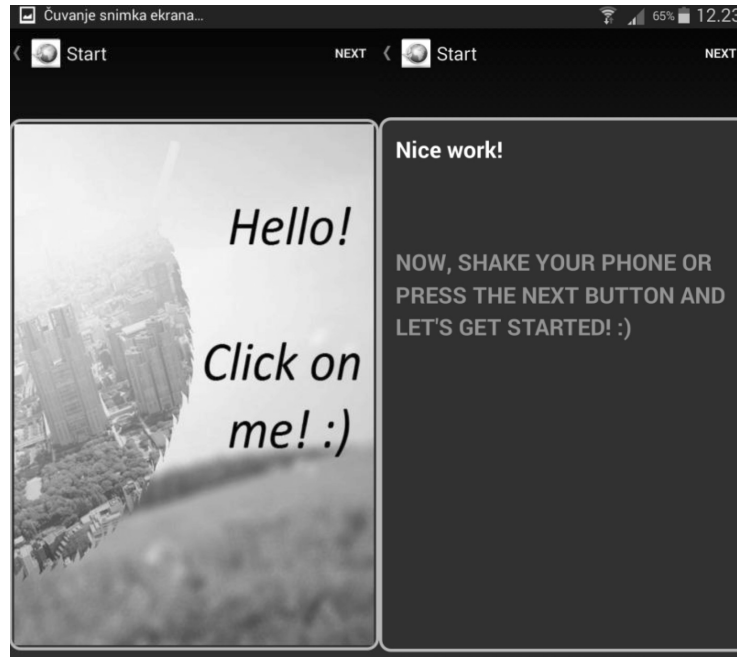 Čuvanje snimka ekrana...
65% 12.23
Start NEXT
Hello!
Click on
me! :)
Start NEXT
Nice work!
NOW, SHAKE YOUR PHONE OR
PRESS THE NEXT BUTTON AND
LET'S GET STARTED! :)